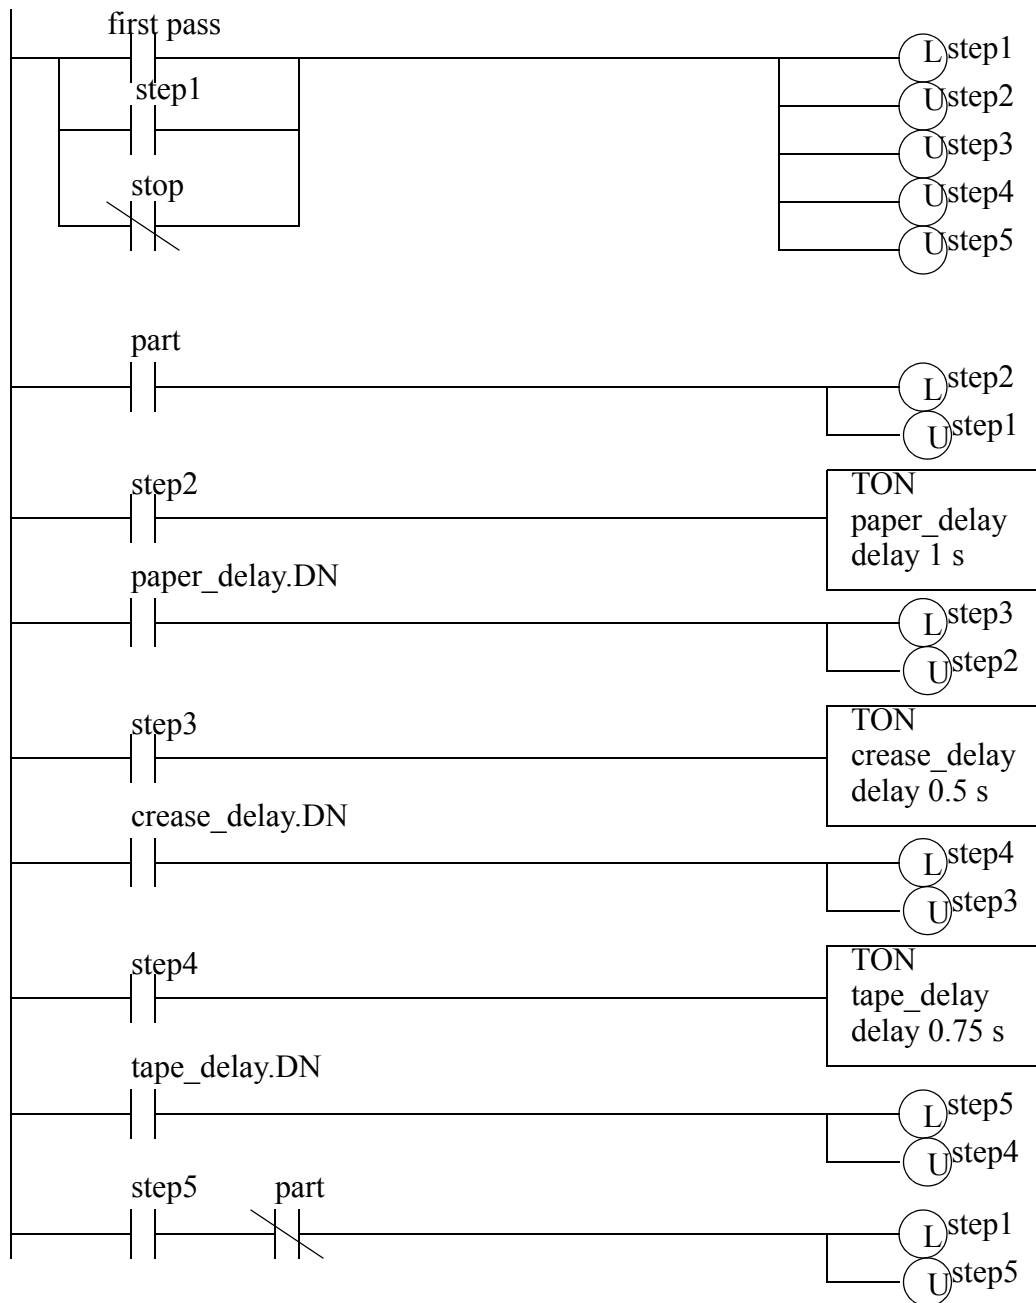 first pass
L step1
step1
U step2
U step3
stop
U step4
U step5
part
L step2
U step1
step2
TON
paper_delay
delay 1 s
paper_delay.DN
L step3
U step2
step3
TON
crease_delay
delay 0.5 s
crease_delay.DN
L step4
U step3
step4
TON
tape_delay
delay 0.75 s
tape_delay.DN
L step5
U step4
step5 part
L step1
U step5